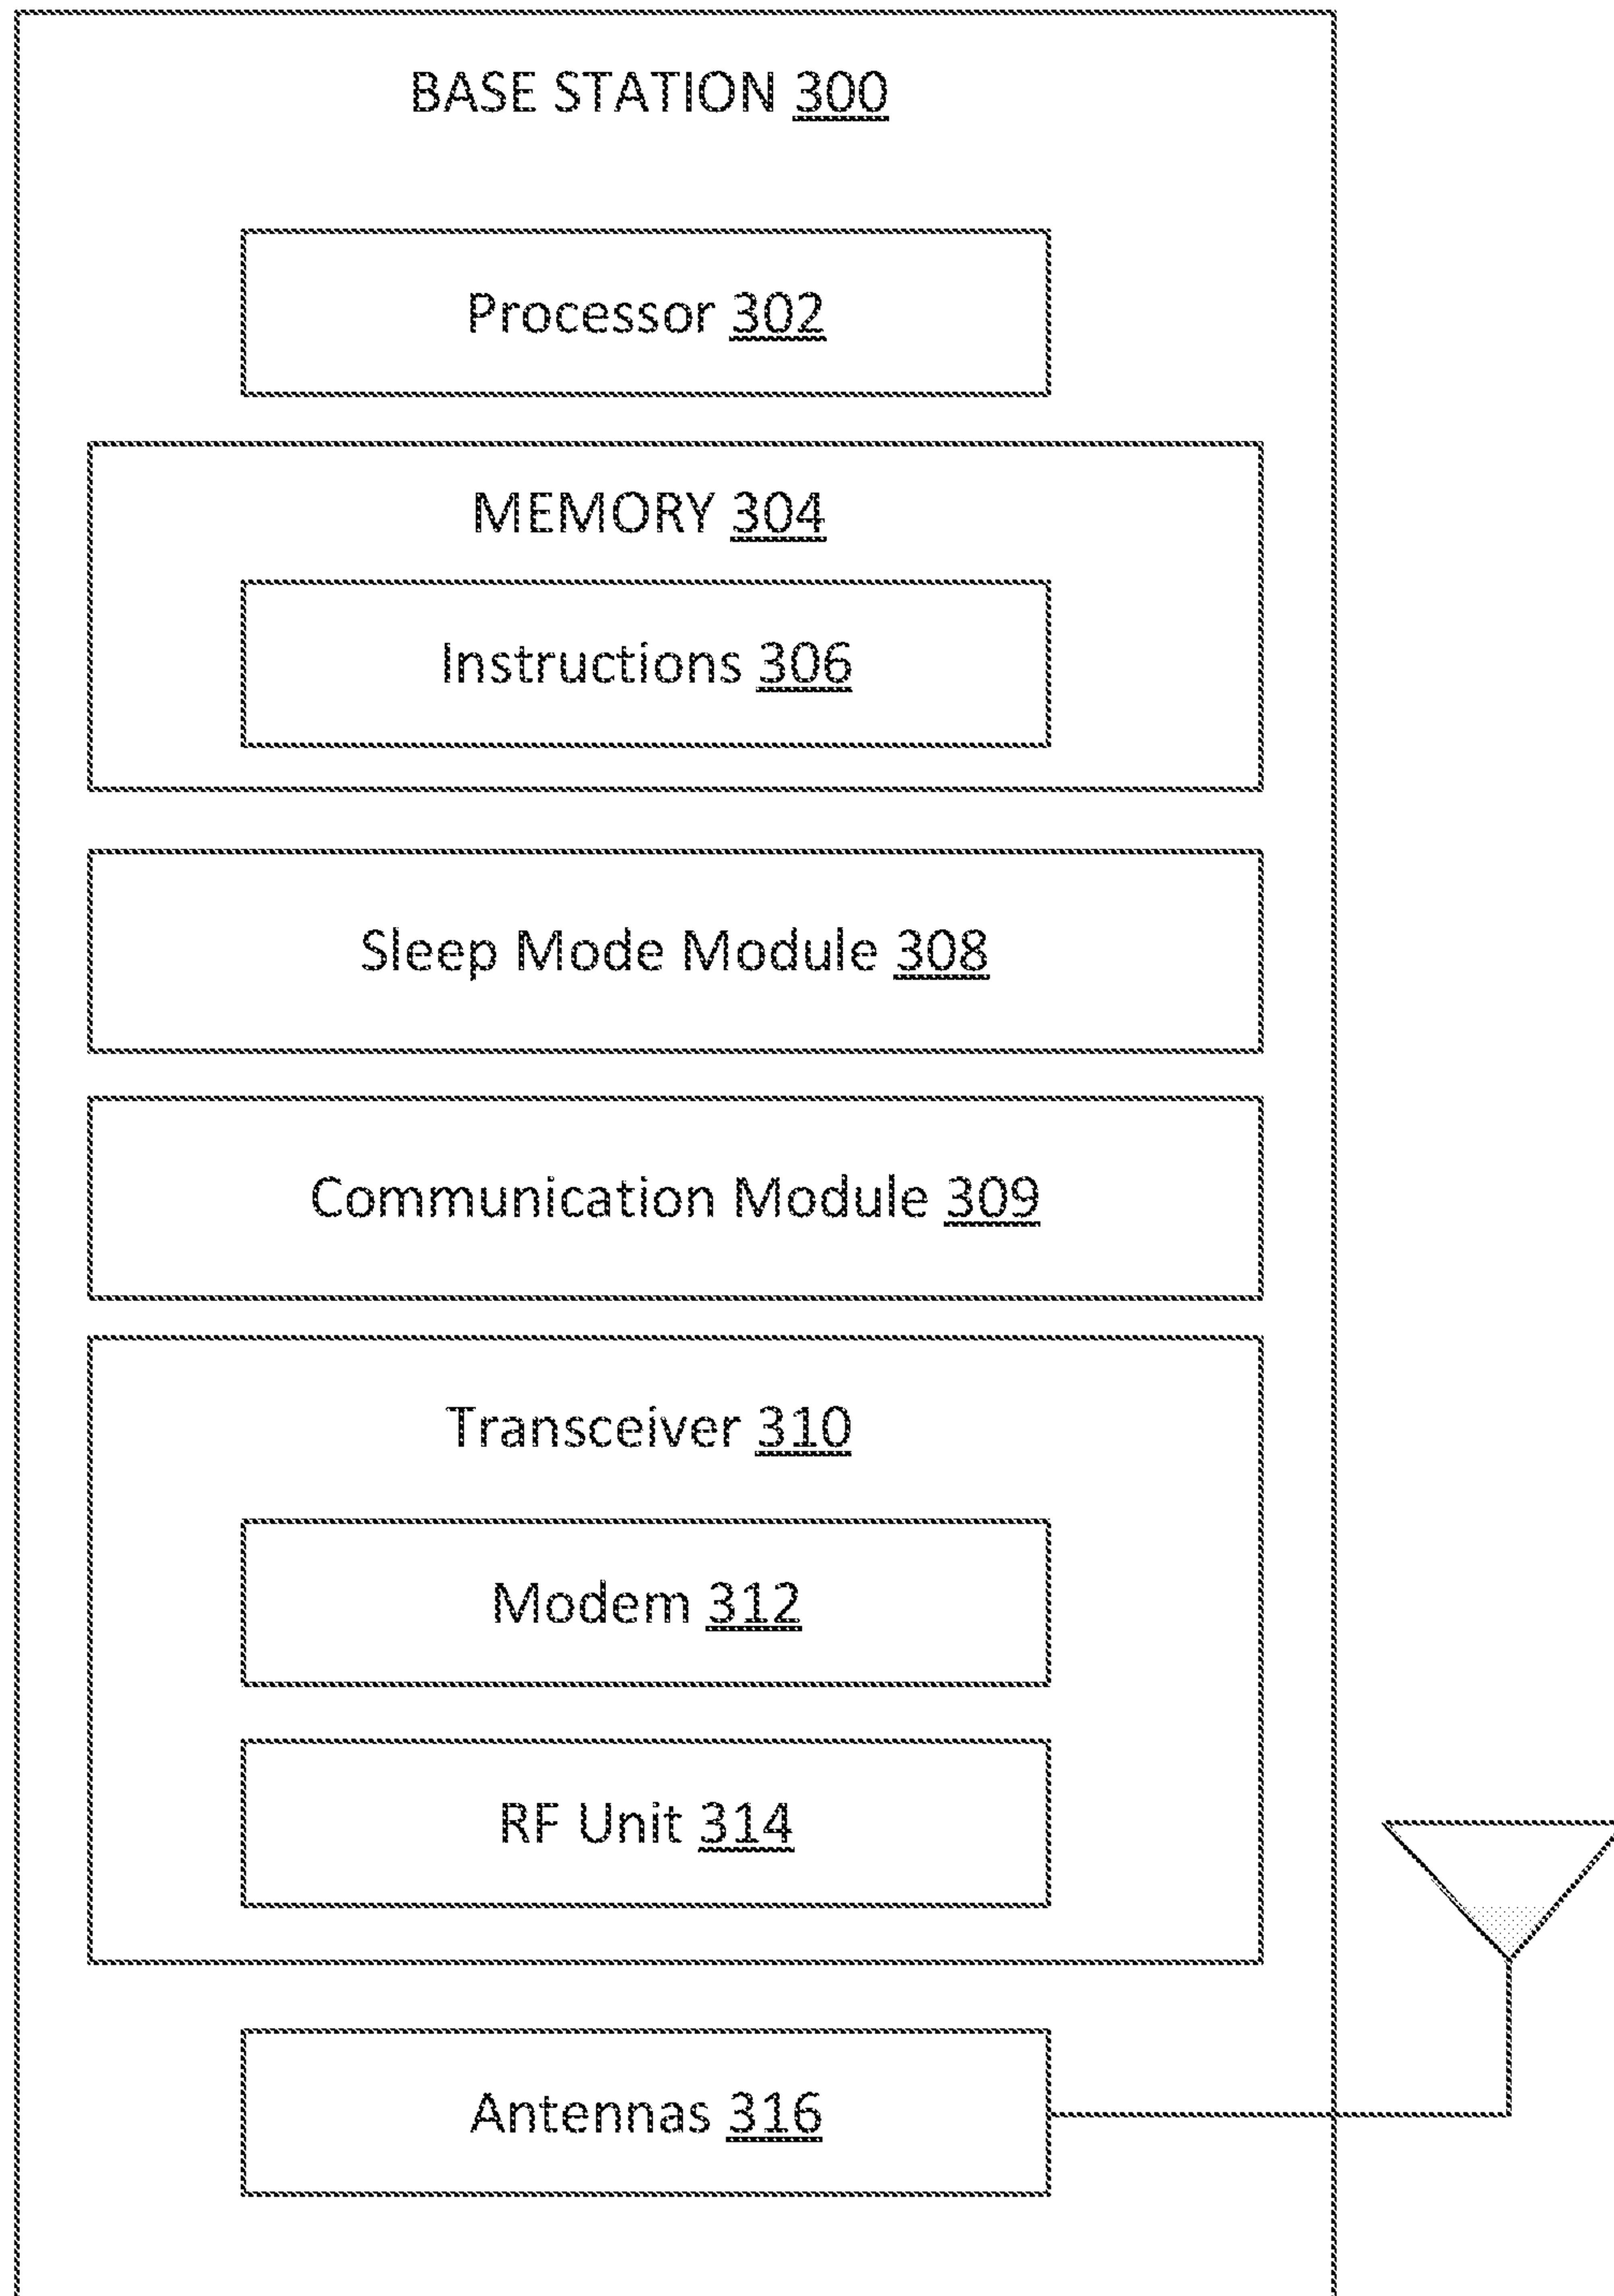 BASE STATION 300
Processor 302
MEMORY 304
Instructions 306
Sleep Mode Module 308
Communication Module 309
Transceiver 310
Modem 312
RF Unit 314
Antennas 316